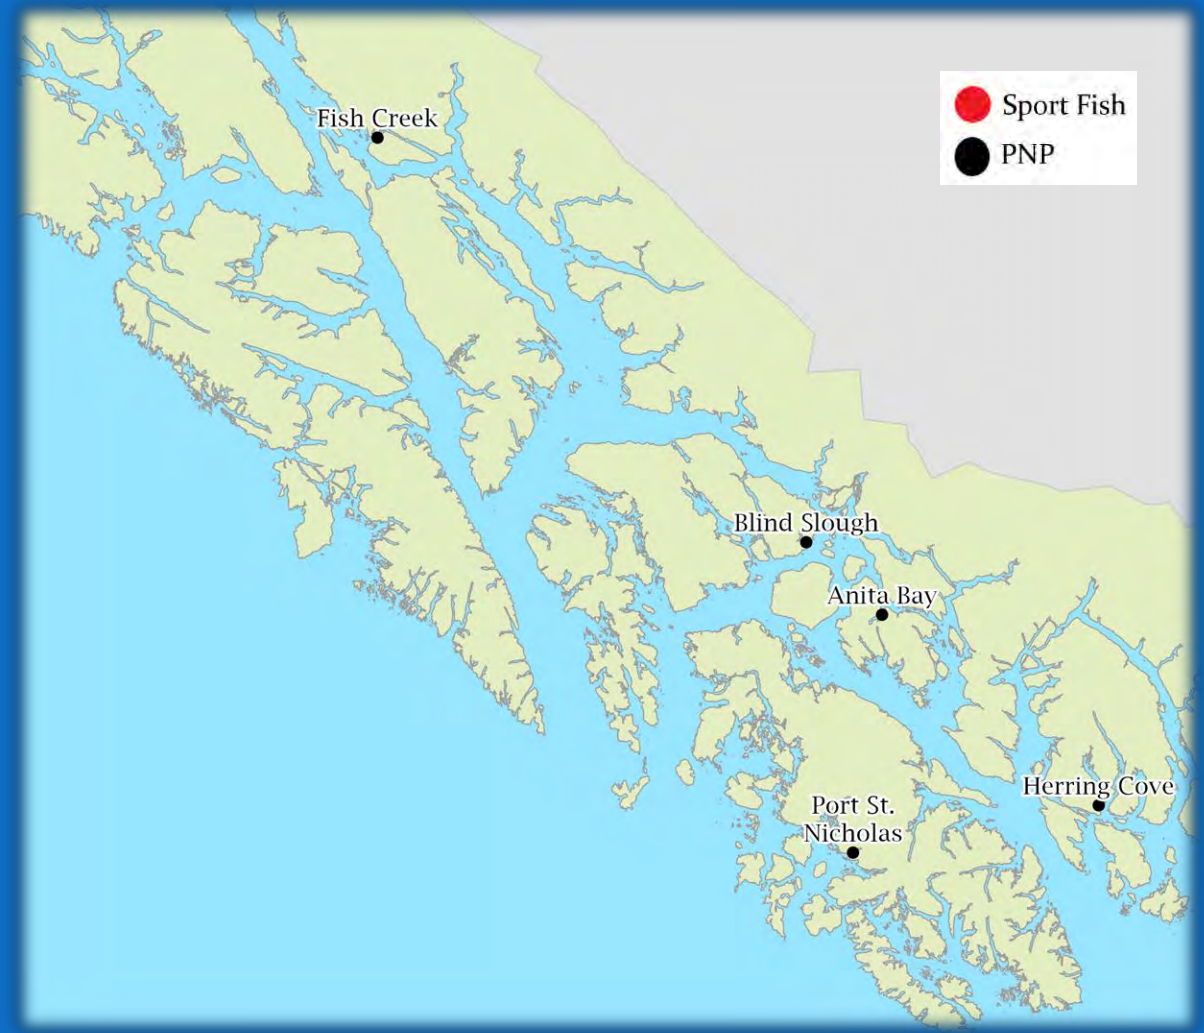 Sport Fish
PNP
Fish Creek
Blind Slough
Anita Bay
Herring Cove
Port St.
Nicholas